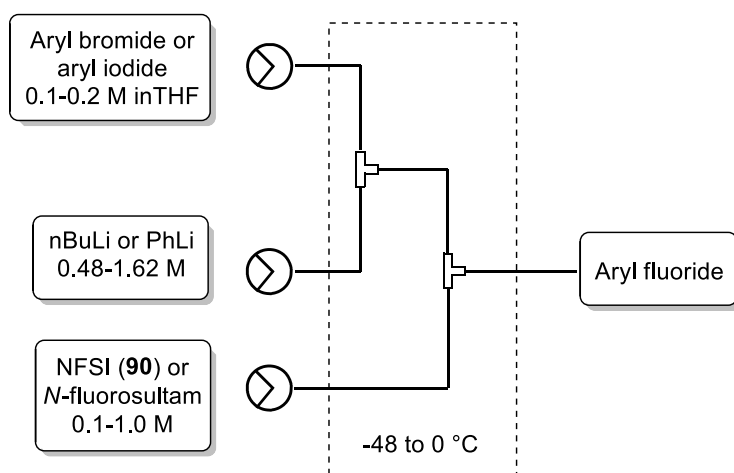 Aryl bromide or
aryl iodide
0.1-0.2 M inTHF
nBuLi or PhLi
0.48-1.62 M
NFSI (90) or
N-fluorosultam
0.1-1.0 M
-48 to 0 °C
Aryl fluoride